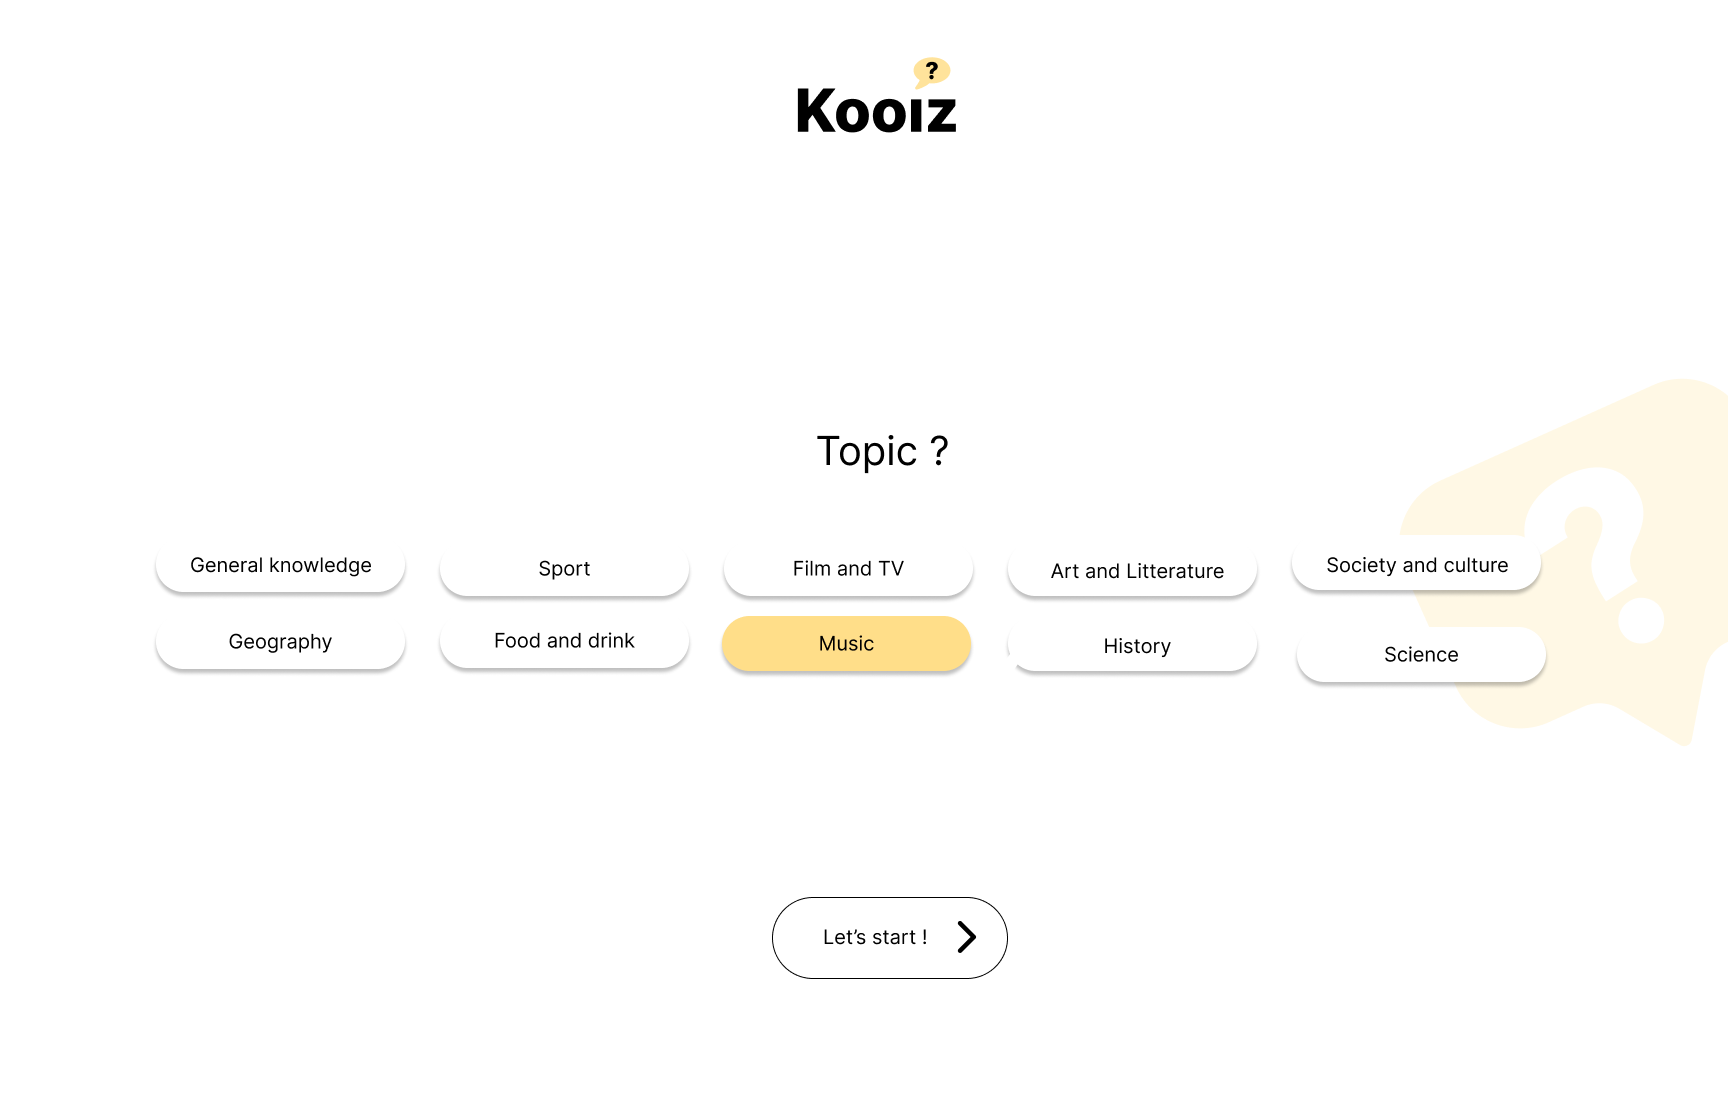 ?
Kooız
Topic ?
General knowledge
Sport
Film and TV
Art and Litterature
Society and culture
Geography
Food and drink
Music
History
Science
Let’s start !